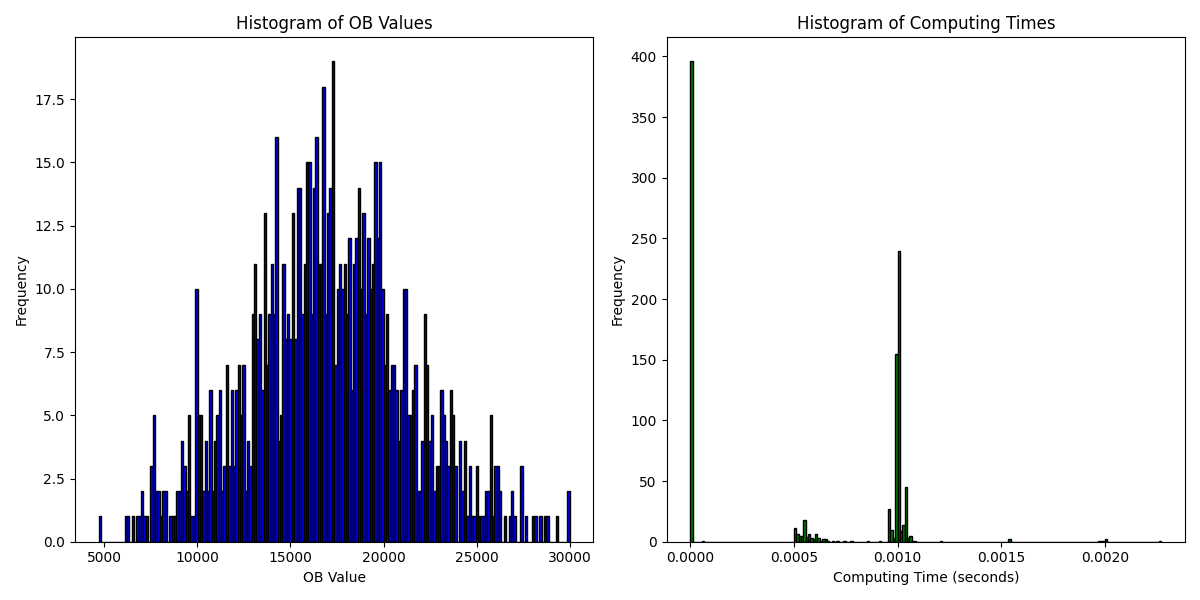 Histogram of OB Values
17.5
15.0
12.5
10.0
7.5
5.0
2.5
0.0
Frequency
5000 10000 15000 20000 25000 30000
OB Value
Histogram of Computing Times
400
350
300
250
200
150
100
50
0
Frequency
0.0000 0.0005 0.0010 0.0015 0.0020
Computing Time (seconds)